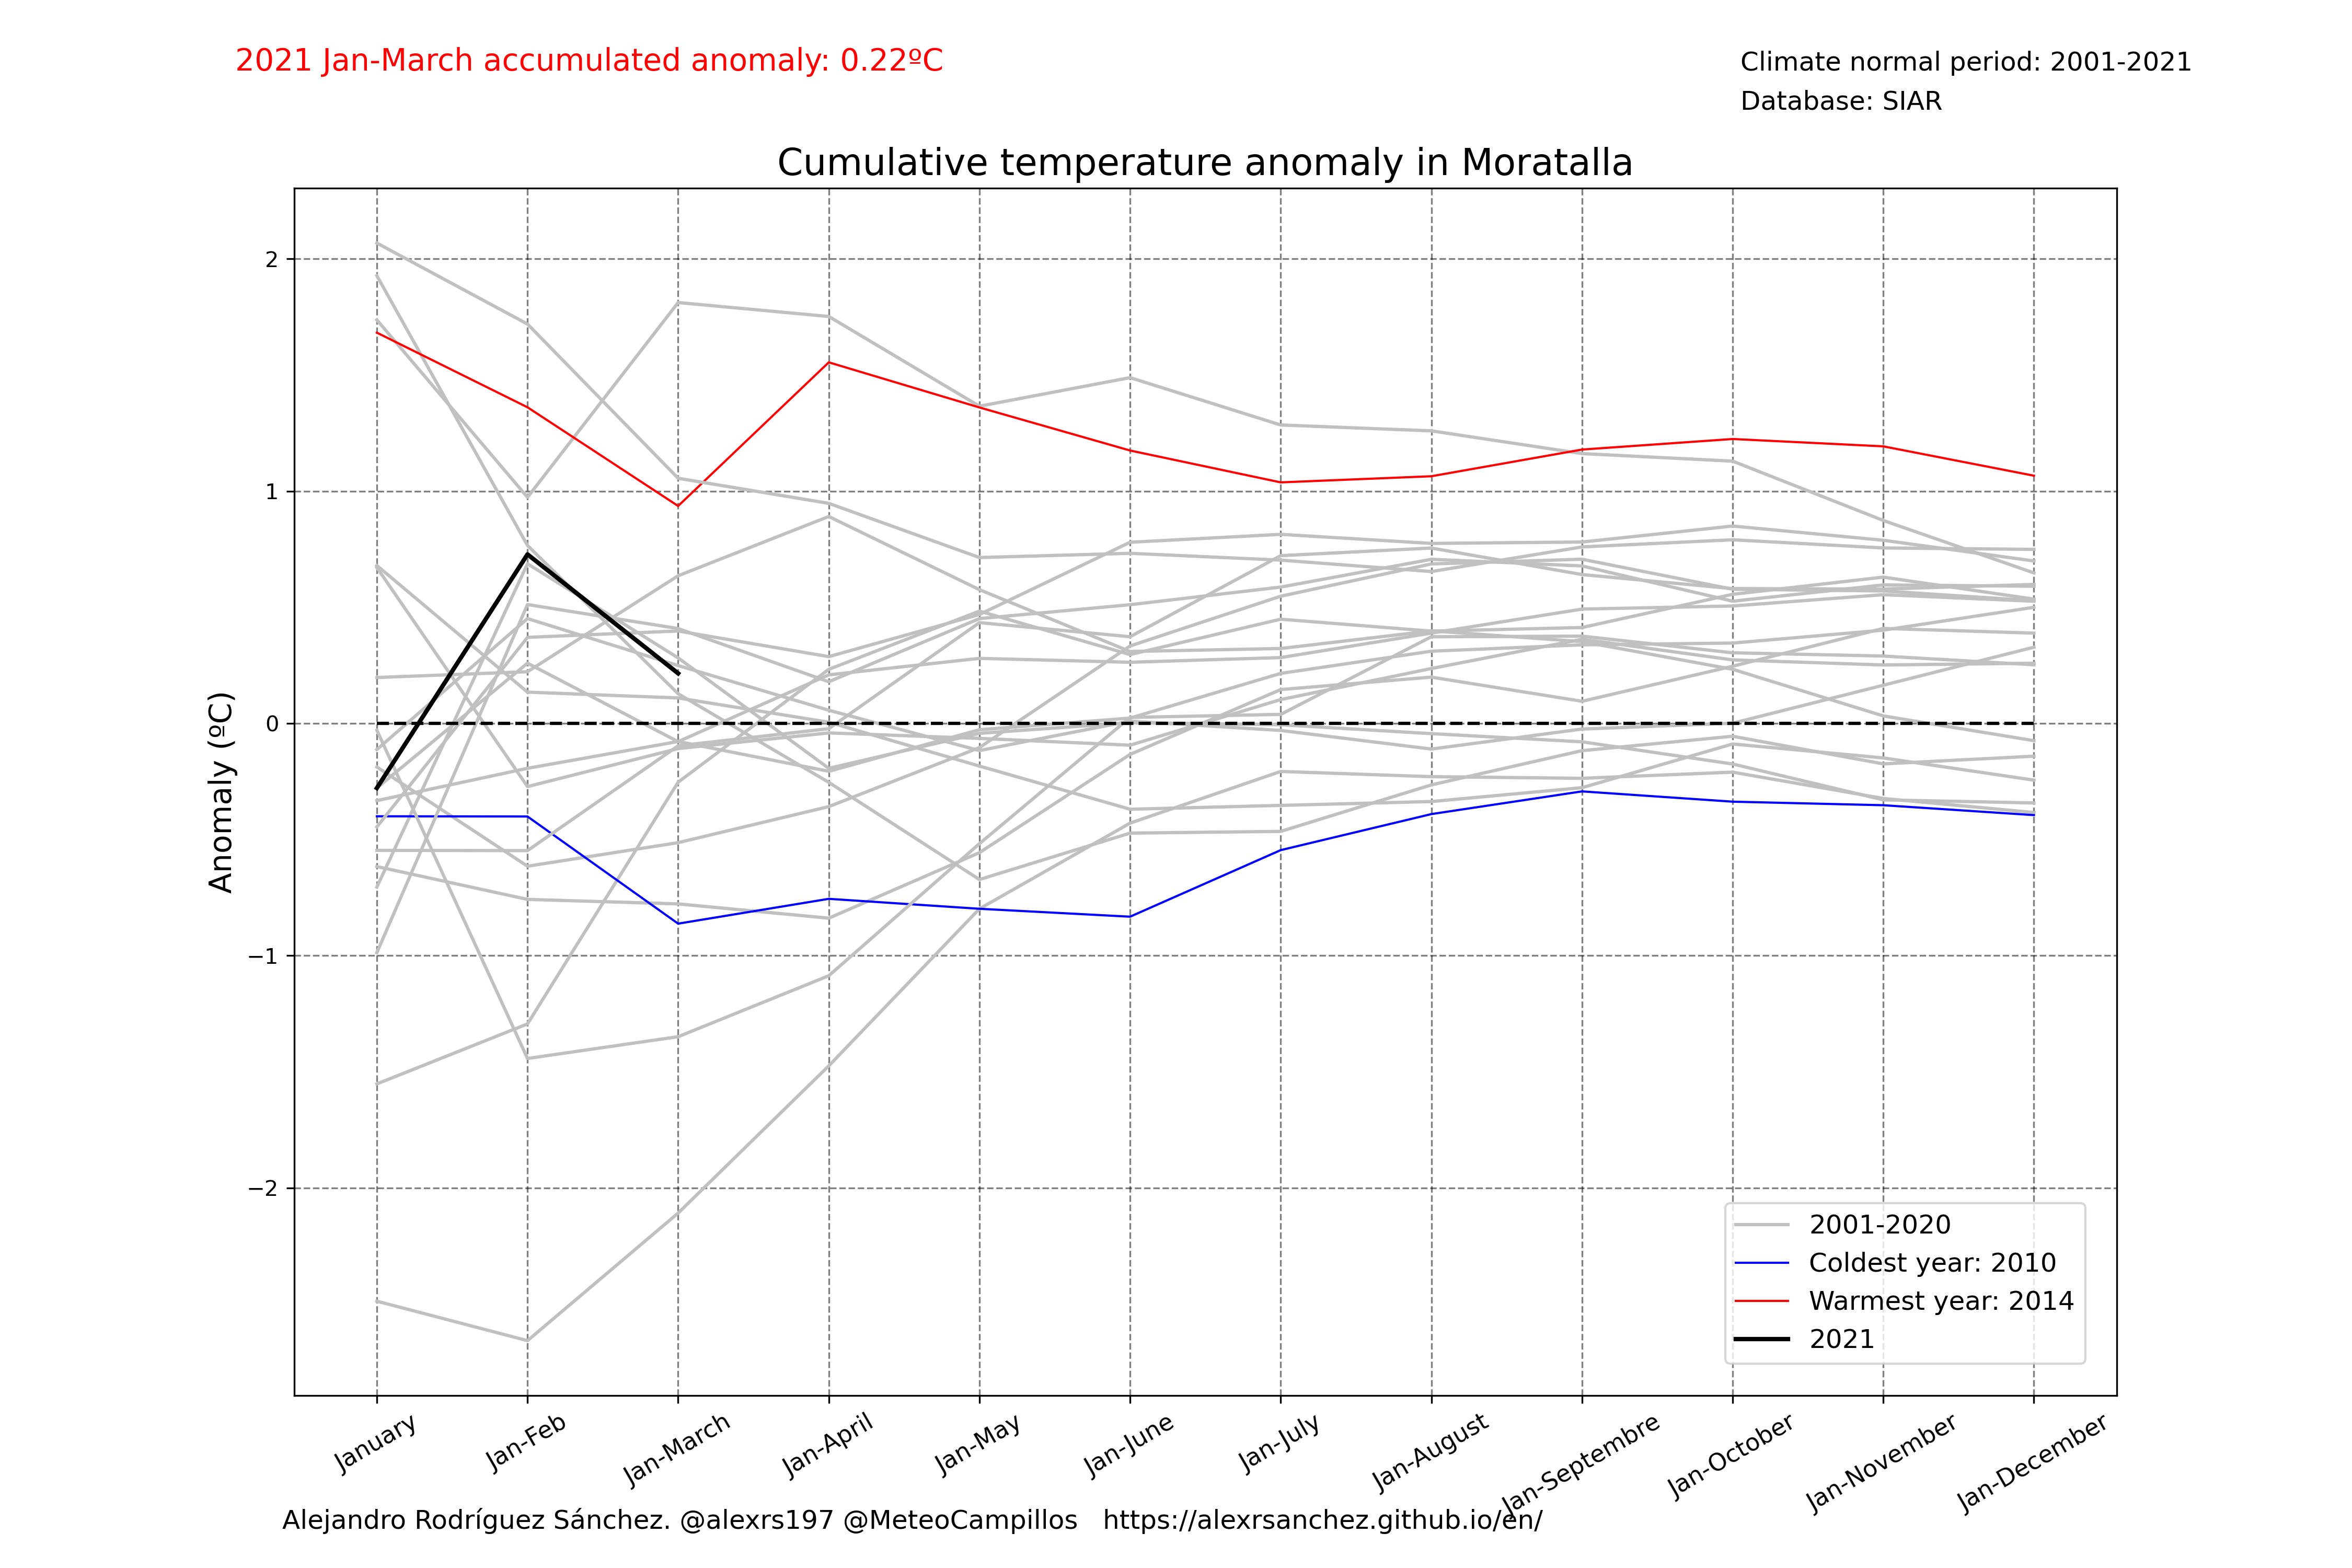 2021 Jan-March accumulated anomaly: 0.22ºC
Climate normal period: 2001-2021
Database: SIAR
Cumulative temperature anomaly in Moratalla
Anomaly (ºC)
2
1
0
−1
−2
2001-2020
Coldest year: 2010
Warmest year: 2014
2021
January
Jan-Feb
Jan-March
Jan-April
Jan-May
Jan-June
Jan-July
Jan-August
Jan-Septembre
Jan-October
Jan-November
Jan-December
Alejandro Rodríguez Sánchez. @alexrs197 @MeteoCampillos   https://alexrsanchez.github.io/en/